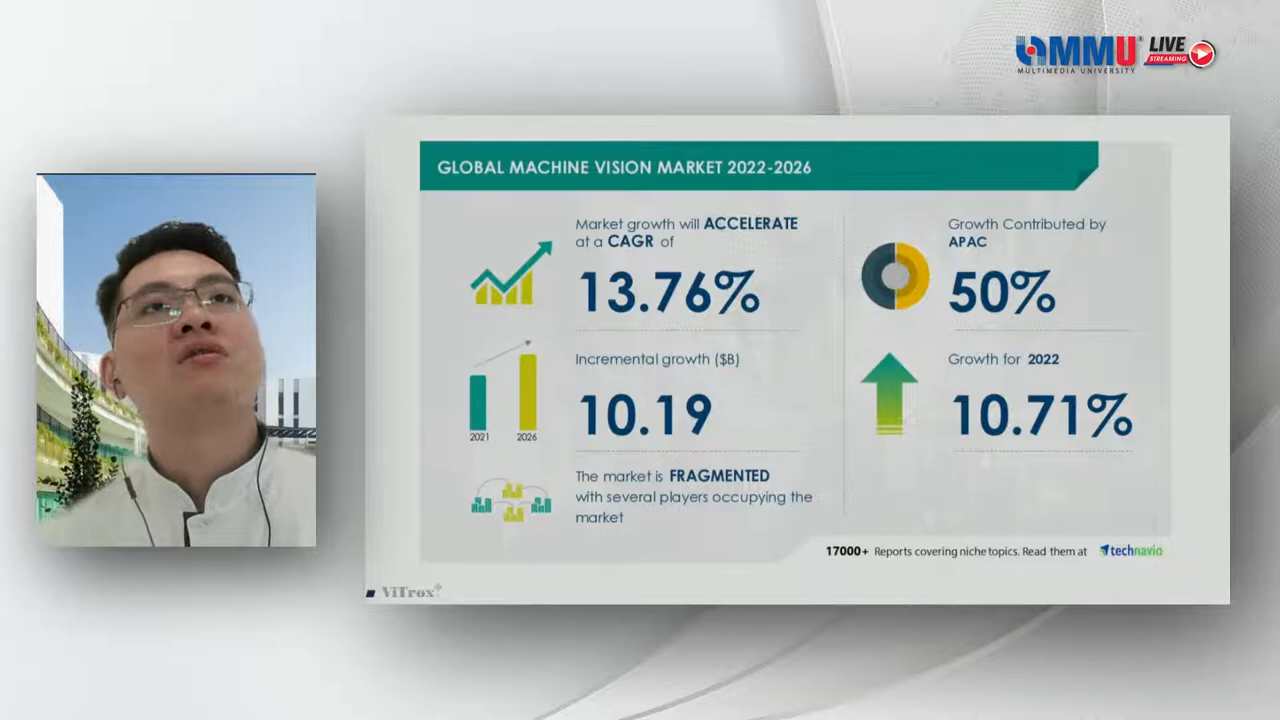 MMU LIVE
MULTIMEDIA UNIVERSITY STREAMING
GLOBAL MACHINE VISION MARKET 2022-2026
Market growth will ACCELERATE
at a CAGR of
13.76%
Incremental growth ($B)
10.19
2021 2026
The market is FRAGMENTED
with several players occupying the
market
Growth Contributed by
APAC
50%
Growth for 2022
10.71%
17000+ Reports covering niche topics. Read them at technavio
ViTrox